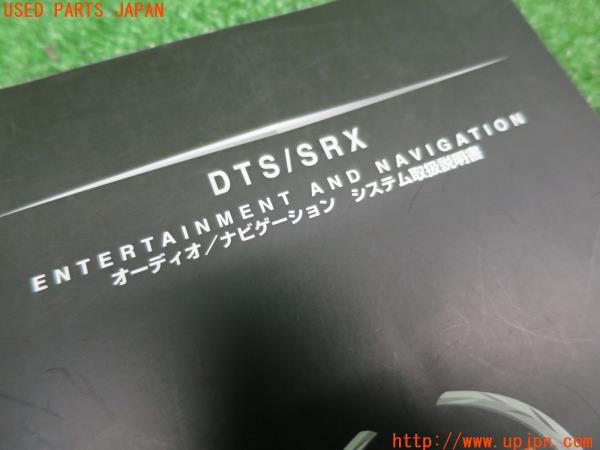 USED PARTS JAPAN
DTS/SRX
ENTERTAINMENT AND NAVIGATION
オーディオ/ナビゲーション システム取扱説明書
http://www.upjpn.com